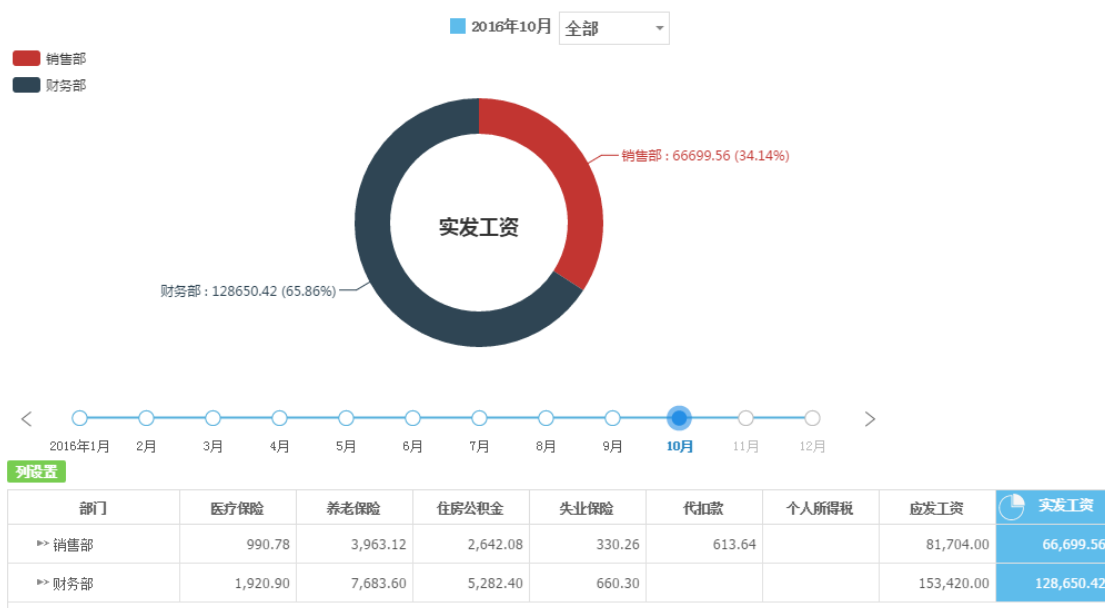 2016年10月 全部
销售部
财务部
销售部 : 66699.56 (34.14%)
实发工资
财务部 : 128650.42 (65.86%)
2016年1月 2月 3月 4月 5月 6月 7月 8月 9月 10月 11月 12月
列设置
部门 医疗保险 养老保险 住房公积金 失业保险 代扣款 个人所得税 应发工资 实发工资
销售部 990.78 3,963.12 2,642.08 330.26 613.64 81,704.00 66,699.56
财务部 1,920.90 7,683.60 5,282.40 660.30 153,420.00 128,650.42